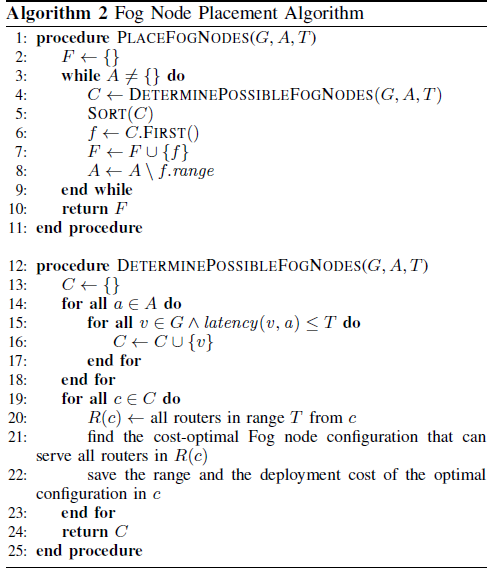 Algorithm 2 Fog Node Placement Algorithm
1: procedure PLACEFOGNODES(G, A, T)
2: F ← {}
3: while A ≠ {} do
4: C ← DETERMINEPOSSIBLEFOGNODES(G, A, T)
5: SORT(C)
6: f ← C.FIRST()
7: F ← F ∪ {f}
8: A ← A \ f.range
9: end while
10: return F
11: end procedure
12: procedure DETERMINEPOSSIBLEFOGNODES(G, A, T)
13: C ← {}
14: for all a ∈ A do
15: for all v ∈ G ∧ latency(v, a) ≤ T do
16: C ← C ∪ {v}
17: end for
18: end for
19: for all c ∈ C do
20: R(c) ← all routers in range T from c
21: find the cost-optimal Fog node configuration that can
serve all routers in R(c)
22: save the range and the deployment cost of the optimal
configuration in c
23: end for
24: return C
25: end procedure